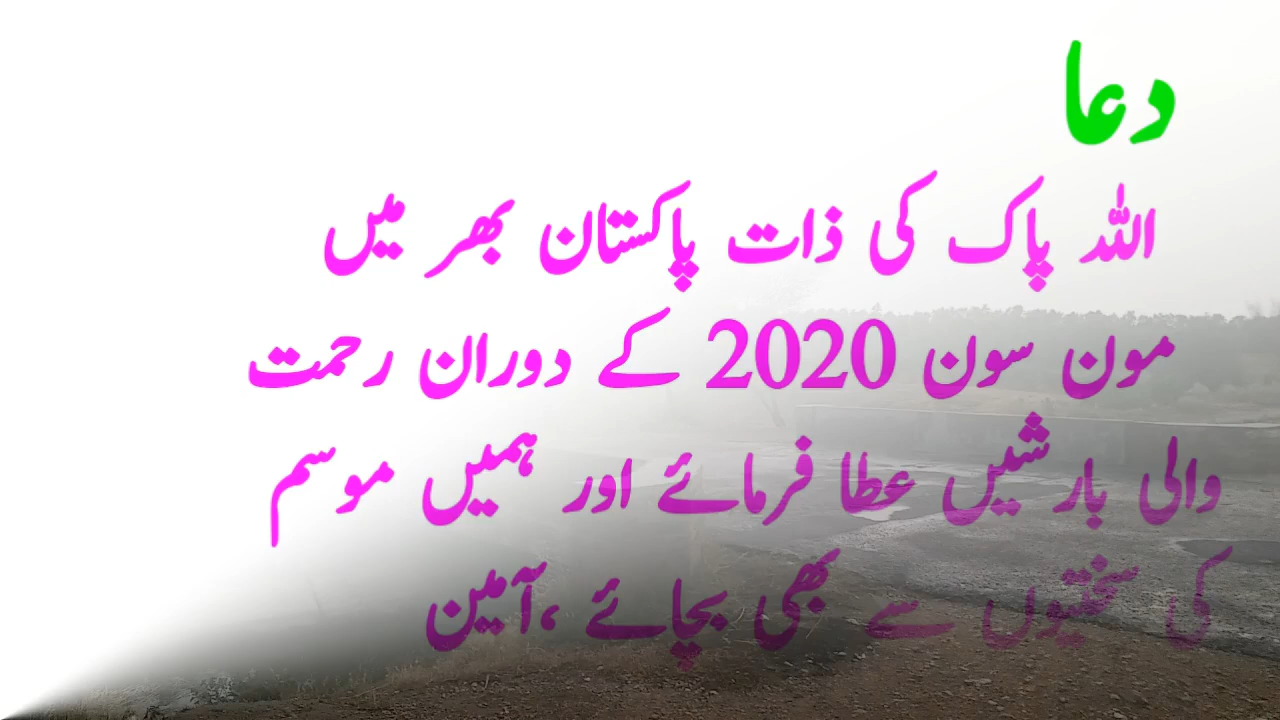 دعا
اللہ پاک کی ذات پاکستان بھر میں
مون سون 2020 کے دوران رحمت
والی بارشیں عطا فرمائے اور ہمیں موسم
کی سختیوں سے بھی بچائے ،آمین